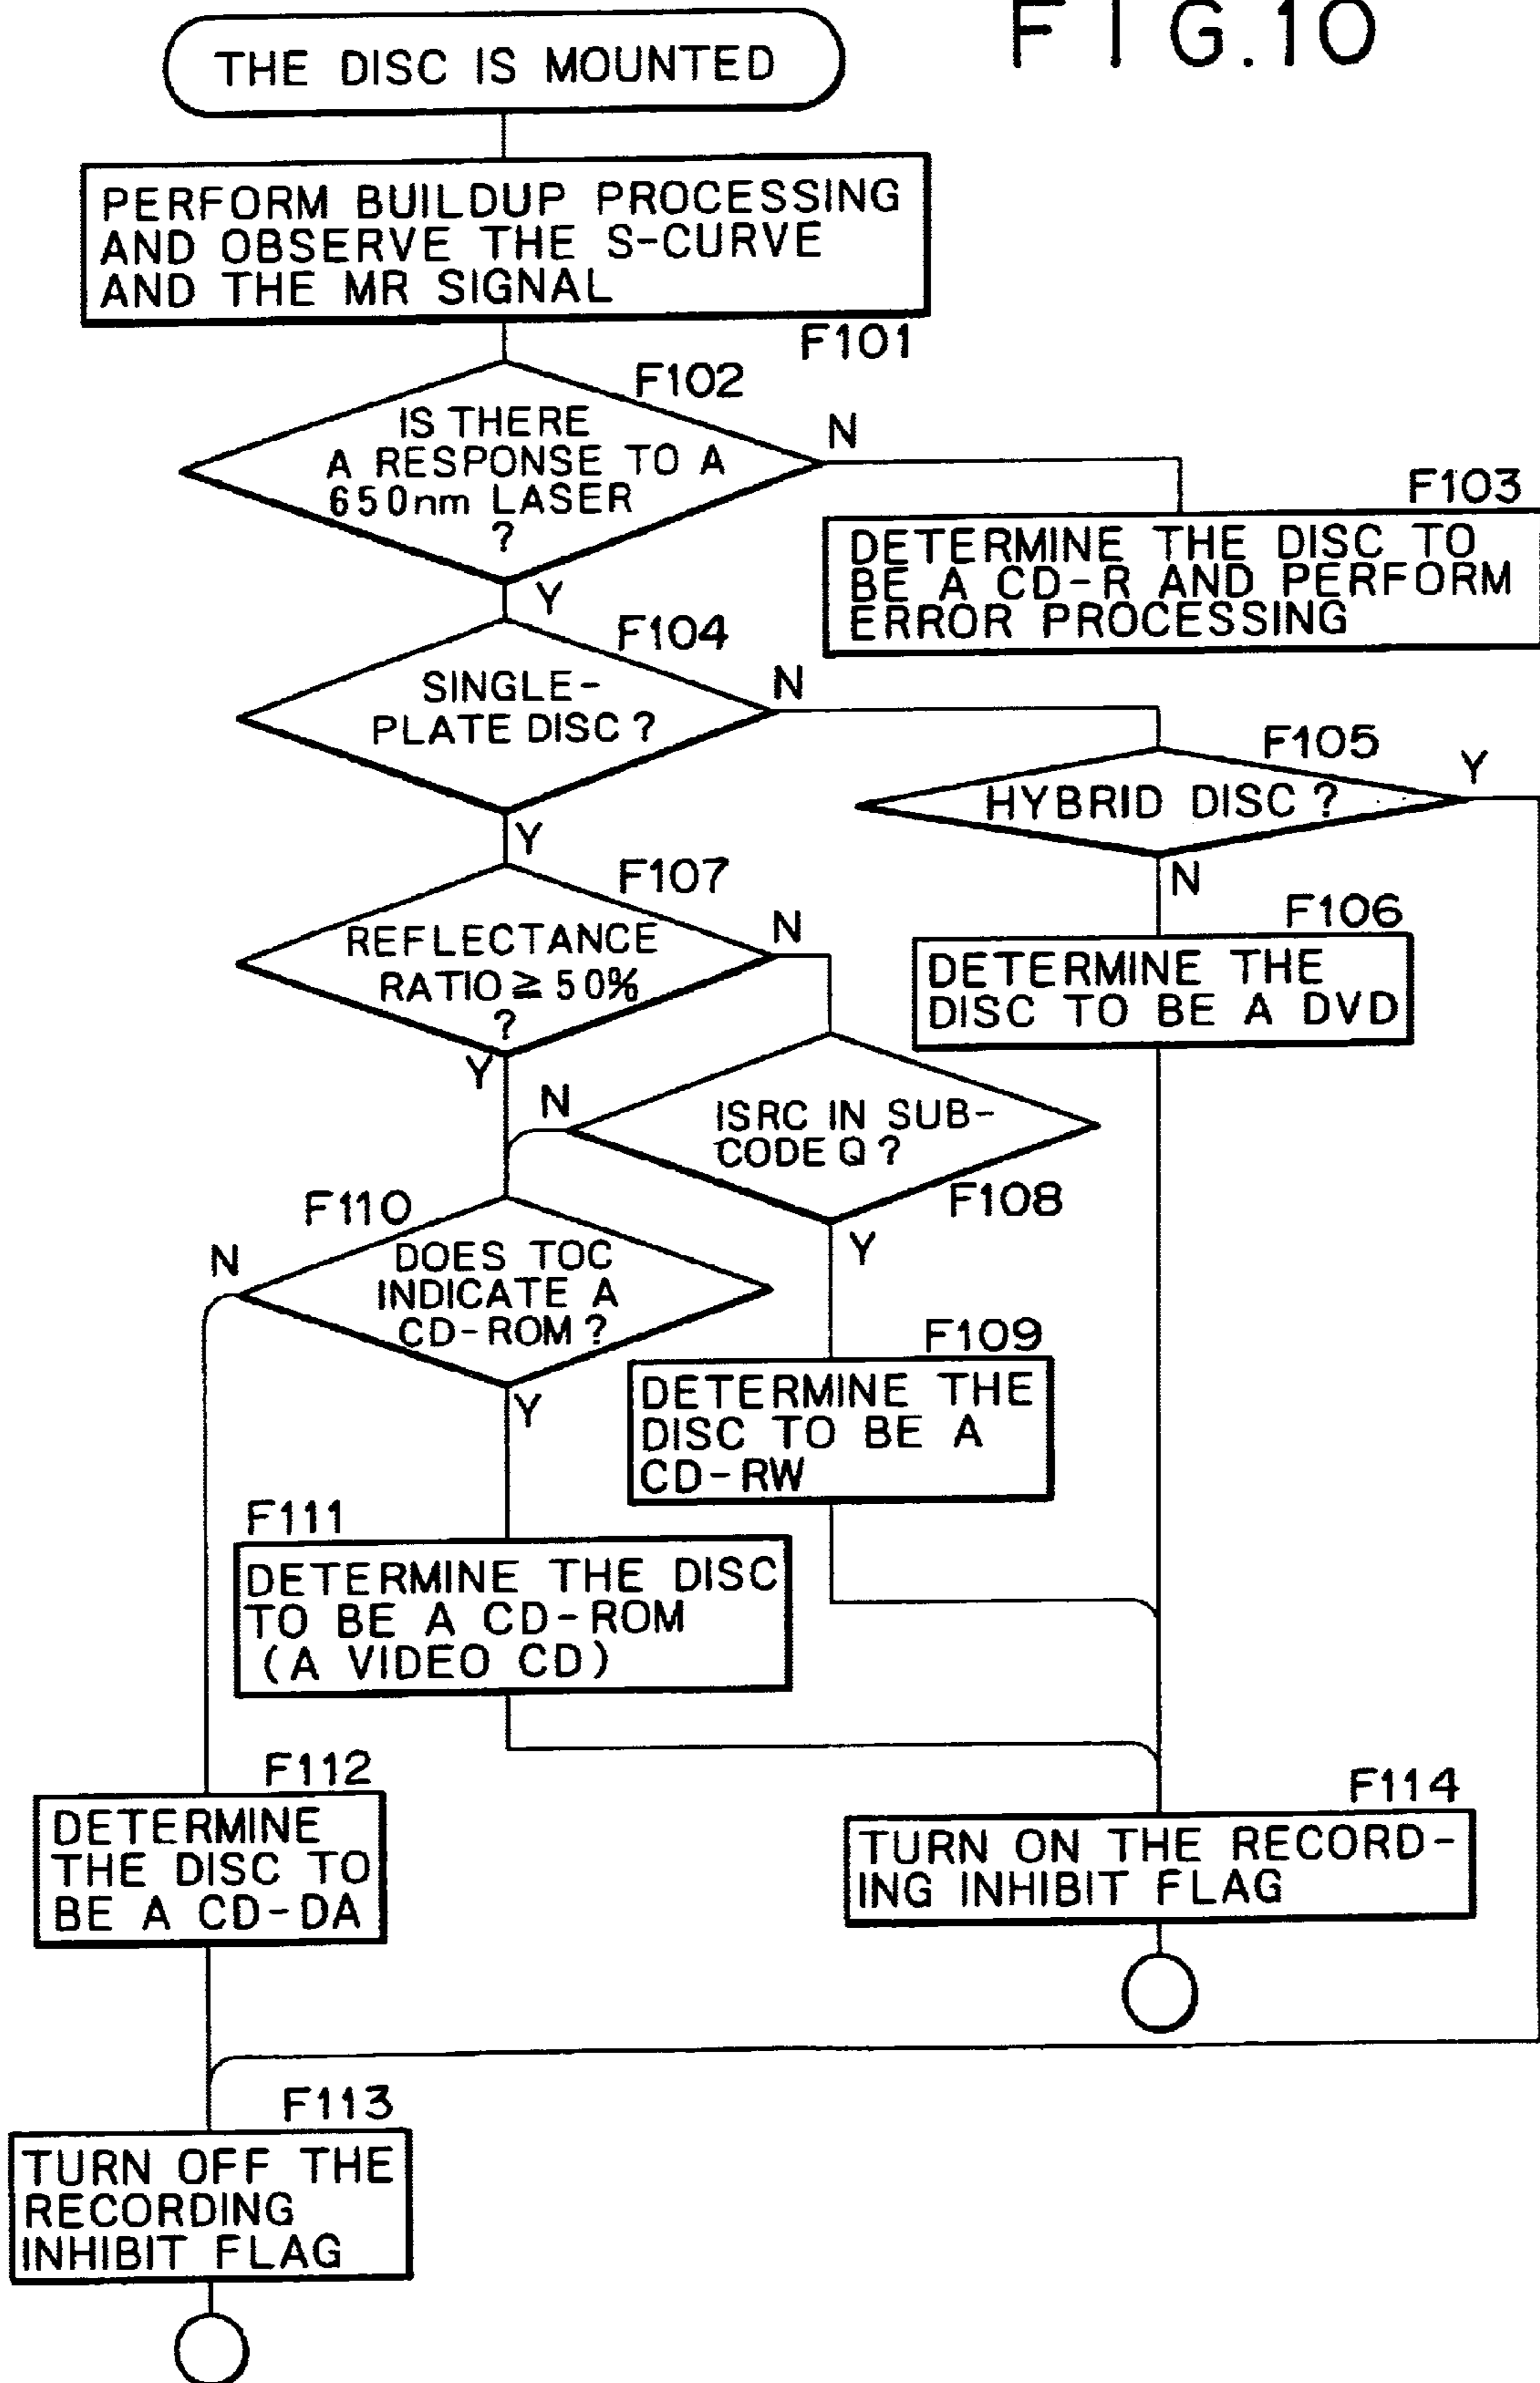 FIG.10
THE DISC IS MOUNTED
PERFORM BUILDUP PROCESSING
AND OBSERVE THE S-CURVE
AND THE MR SIGNAL
F101
F102
IS THERE
A RESPONSE TO A
650nm LASER
?
N
Y
F103
DETERMINE THE DISC TO
BE A CD-R AND PERFORM
ERROR PROCESSING
F104
SINGLE-
PLATE DISC ?
N
Y
F105
HYBRID DISC ?
Y
N
F106
DETERMINE THE
DISC TO BE A DVD
F107
REFLECTANCE
RATIO ≧ 50%
?
N
Y
ISRC IN SUB-
CODE Q ?
N
F108
Y
F110
DOES TOC
INDICATE A
CD-ROM ?
N
Y
F109
DETERMINE THE
DISC TO BE A
CD-RW
F111
DETERMINE THE DISC
TO BE A CD-ROM
(A VIDEO CD)
F112
DETERMINE
THE DISC TO
BE A CD-DA
F114
TURN ON THE RECORD-
ING INHIBIT FLAG
F113
TURN OFF THE
RECORDING
INHIBIT FLAG